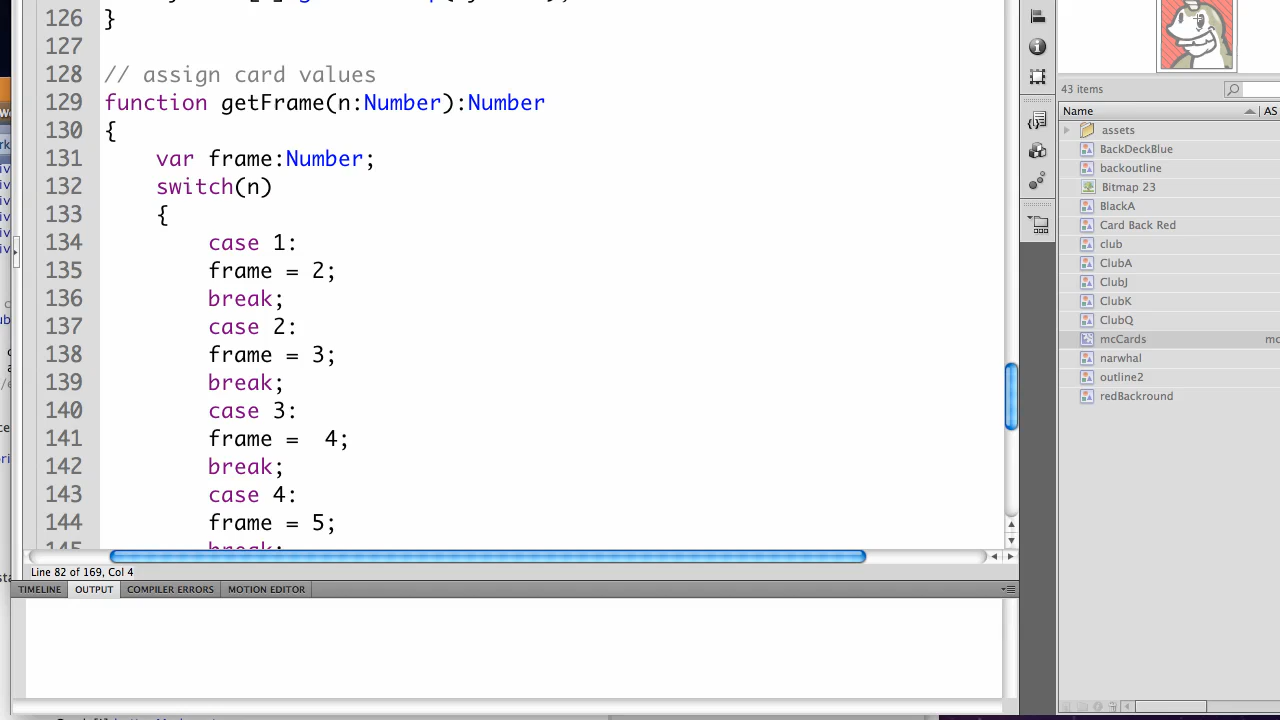 126 }
127
128 // assign card values
129 function getFrame(n:Number):Number
130 {
131 var frame:Number;
132 switch(n)
133 {
134 case 1:
135 frame = 2;
136 break;
137 case 2:
138 frame = 3;
139 break;
140 case 3:
141 frame =  4;
142 break;
143 case 4:
144 frame = 5;
Line 82 of 169, Col 4
TIMELINE OUTPUT COMPILER ERRORS MOTION EDITOR
43 items
Name AS
assets
BackDeckBlue
backoutline
Bitmap 23
BlackA
Card Back Red
club
ClubA
ClubJ
ClubK
ClubQ
mcCards mc
narwhal
outline2
redBackround